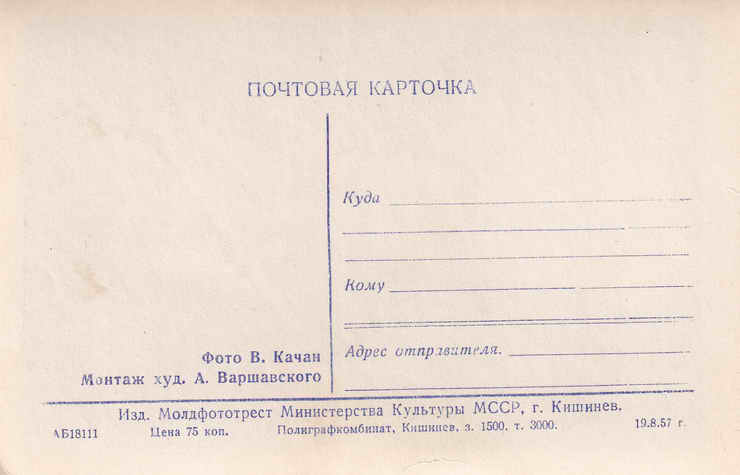 ПОЧТОВАЯ КАРТОЧКА
Куда
Кому
Адрес отправителя.
Фото В. Качан
Монтаж худ. А. Варшавского
Изд. Молдфототрест Министерства Культуры МССР, г. Кишинев.
АБ18111 Цена 75 коп. Полиграфкомбинат, Кишинев, з. 1500. т. 3000. 19.8.57 г.